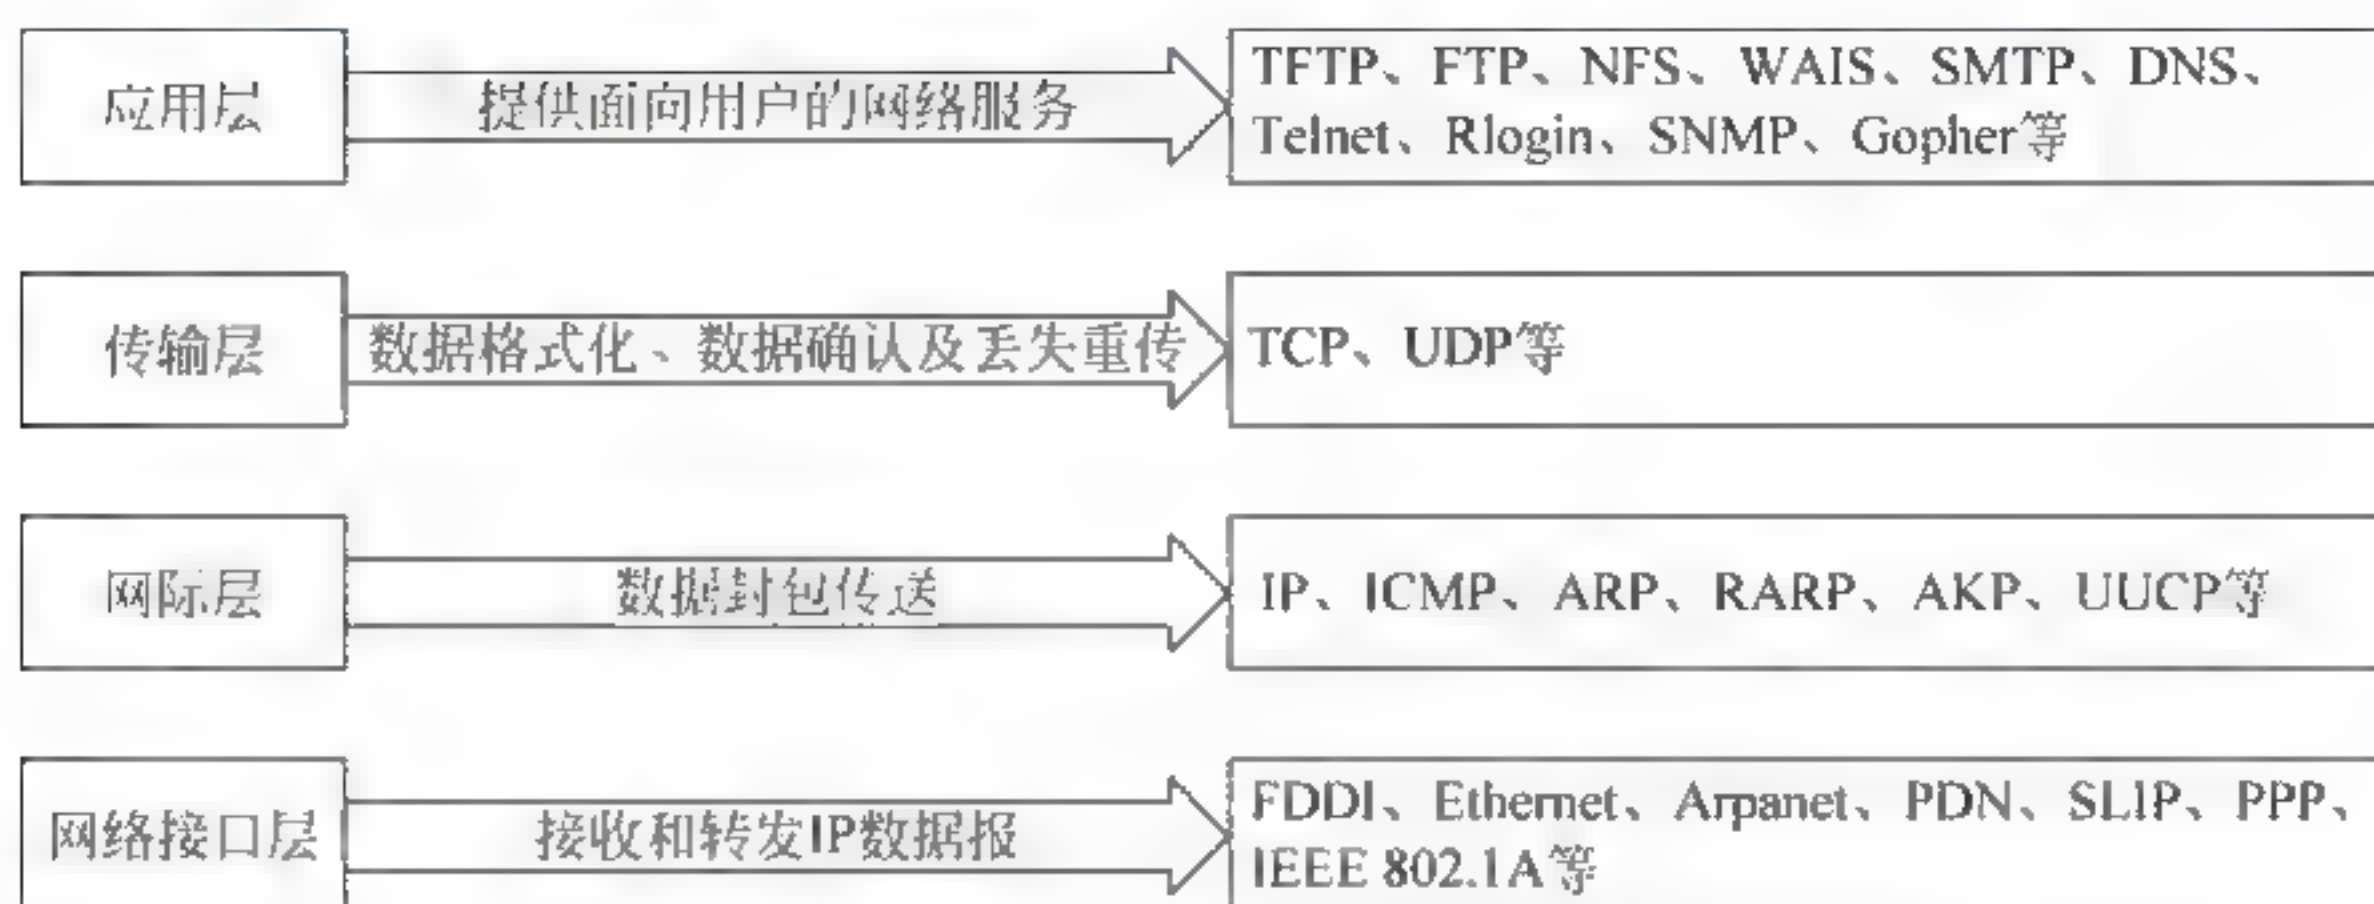 应用层
提供面向用户的网络服务
TFTP、FTP、NFS、WAIS、SMTP、DNS、
Telnet、Rlogin、SNMP、Gopher等
传输层
数据格式化、数据确认及丢失重传
TCP、UDP等
网际层
数据封包传送
IP、ICMP、ARP、RARP、AKP、UUCP等
网络接口层
接收和转发IP数据报
FDDI、Ethernet、Arpanet、PDN、SLIP、PPP、
IEEE 802.1A等